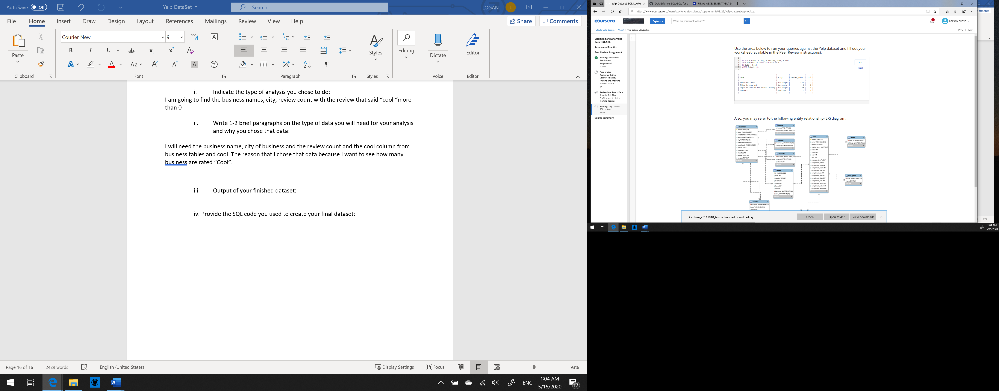 AutoSave Off
Yelp DataSet
Search
LOGAN .
L
File Home Insert Draw Design Layout References Mailings Review View Help
Share
Comments
Paste
Clipboard
Courier New
9
Font
Paragraph
Styles
Styles
Editing
Dictate
Voice
Editor
Editor
i. Indicate the type of analysis you chose to do:
I am going to find the business names, city, review count with the review that said “cool “more
than 0
ii. Write 1-2 brief paragraphs on the type of data you will need for your analysis
and why you chose that data:
I will need the business name, city of business and the review count and the cool column from
business tables and cool. The reason that I chose that data because I want to see how many
business are rated “Cool”.
iii. Output of your finished dataset:
iv. Provide the SQL code you used to create your final dataset:
Page 16 of 16
2429 words
English (United States)
Display Settings
Focus
93%
ENG
1:04 AM
5/15/2020
17
Yelp Dataset SQL Looku
DataScience_SQL/SQL for d
FINAL ASSESSMENT YELP S
https://www.coursera.org/learn/sql-for-data-science/supplement/VSJ29/yelp-dataset-sql-lookup
coursera
Explore
What do you want to learn?
1
LOKKAN CHENG
SQL for Data Science
Week 4
Yelp Dataset SQL Lookup
Prev | Next
Modifying and Analyzing
Data with SQL
Review and Practice
Peer Review Assignment
Reading: Welcome to
Peer Review
Assignments!
10 min
Peer-graded
Assignment: Data
Scientist Role Play:
Profiling and Analyzing
the Yelp Dataset
2h
Review Your Peers: Data
Scientist Role Play:
Profiling and Analyzing
the Yelp Dataset
Reading: Yelp Dataset
SQL Lookup
5 min
Course Summary
Use the area below to run your queries against the Yelp dataset and fill out your
worksheet (available in the Peer Review instructions):
1
2 SELECT B.Name, B.City, B.review_COUNT, R.Cool
3 FROM BUSINESS B INNER JOIN REVIEW R
4 ON B.id = R.id
5 WHERE R.Cool >0;
6
Run
Reset
| name | city | review_count | cool |
| Showtime Tours | Las Vegas | 427 | 2 |
| China Restaurant | Gastonia | 8 | 1 |
| Vegas Uncork'd: The Grand Tasting | Las Vegas | 20 | 1 |
| Hardee's | Madison | 7 | 1 |
Also, you may refer to the following entity relationship (ER) diagram:
business
hours
category
attribute
review
user
friend
elite_years
checkin
Capture_20111018_6.wmv finished downloading.
Open
Open folder
View downloads
mments
93%
1:04 AM
5/15/2020